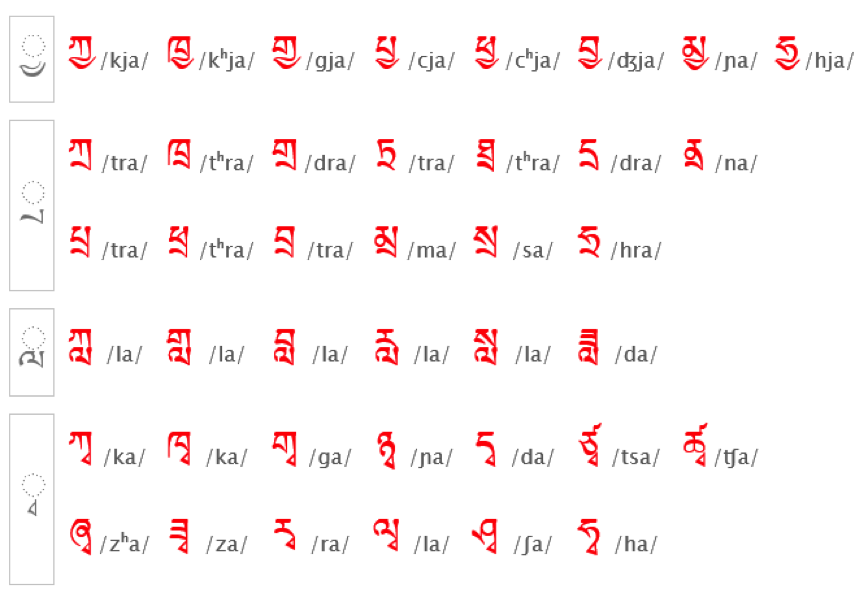 ◌ྱ ཀྱ /kja/ ཁྱ /kʰja/ གྱ /gja/ པྱ /cja/ ཕྱ /cʰja/ བྱ /ʤja/ མྱ /ɲa/ ཧྱ /hja/
◌ྲ ཀྲ /tra/ ཁྲ /tʰra/ གྲ /dra/ ཏྲ /tra/ ཐྲ /tʰra/ དྲ /dra/ ནྲ /na/
པྲ /tra/ ཕྲ /tʰra/ བྲ /tra/ མྲ /ma/ སྲ /sa/ ཧྲ /hra/
◌ླ ཀླ /la/ གླ /la/ བླ /la/ རླ /la/ སླ /la/ ཟླ /da/
◌ྭ ཀྭ /ka/ ཁྭ /ka/ གྭ /ga/ ཉྭ /ɲa/ དྭ /da/ ཙྭ /tsa/ ཚྭ /ʧa/
ཞྭ /zʰa/ ཟྭ /za/ རྭ /ra/ ལྭ /la/ ཤྭ /ʃa/ ཧྭ /ha/